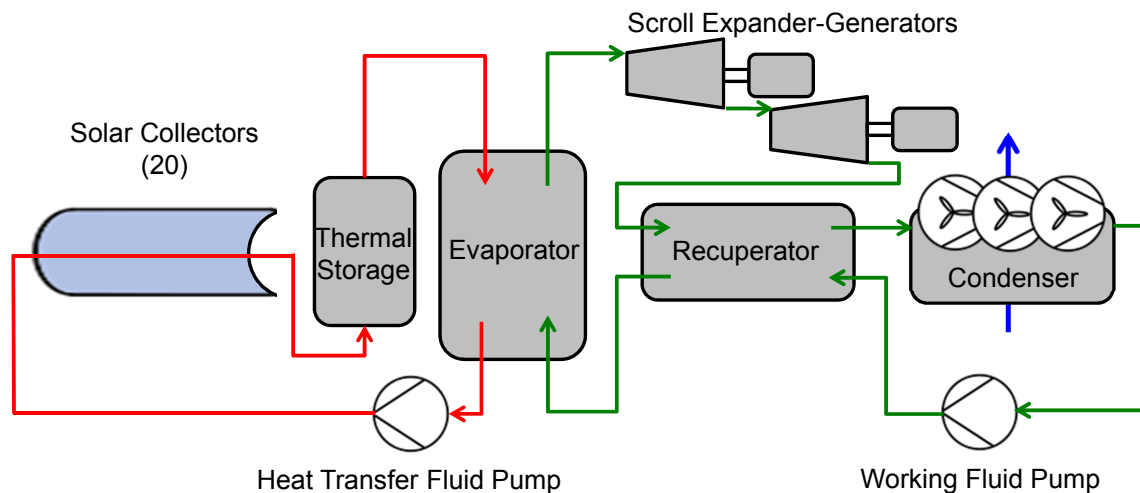 Scroll Expander-Generators
Solar Collectors
(20)
Thermal
Storage
Evaporator
Recuperator
Condenser
Heat Transfer Fluid Pump
Working Fluid Pump